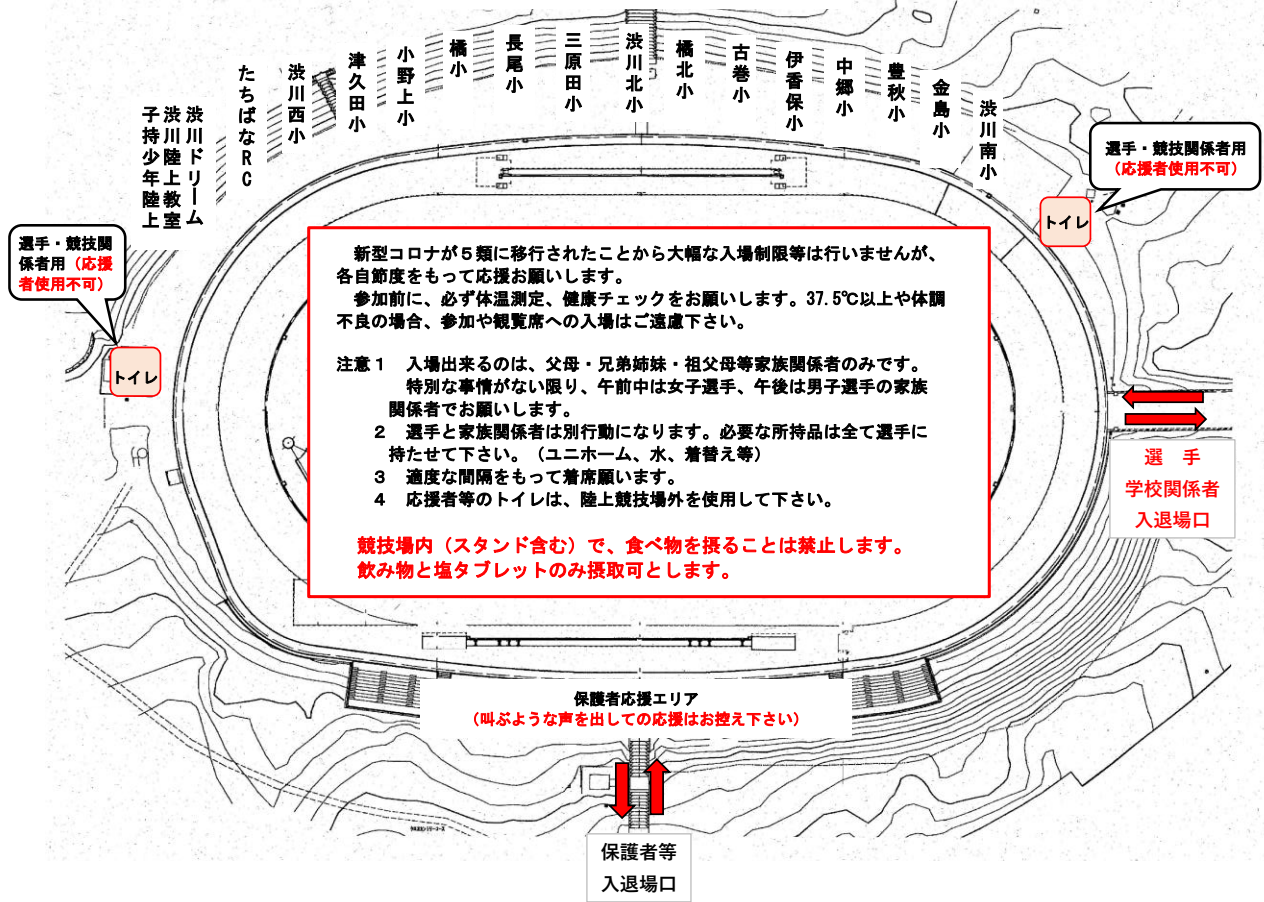 渋川ドリーム
渋川陸上教室
子持少年陸上
たちばなRC
渋川西小
津久田小
小野上小
橘小
長尾小
三原田小
渋川北小
橘北小
古巻小
伊香保小
中郷小
豊秋小
金島小
渋川南小
選手・競技関係者用
(応援者使用不可)
トイレ
選手・競技関
係者用(応援
者使用不可)
トイレ
新型コロナが5類に移行されたことから大幅な入場制限等は行いませんが、
各自節度をもって応援お願いします。
参加前に、必ず体温測定、健康チェックをお願いします。37.5℃以上や体調
不良の場合、参加や観覧席への入場はご遠慮下さい。
注意1 入場出来るのは、父母・兄弟姉妹・祖父母等家族関係者のみです。
特別な事情がない限り、午前中は女子選手、午後は男子選手の家族
関係者でお願いします。
2 選手と家族関係者は別行動になります。必要な所持品は全て選手に
持たせて下さい。(ユニホーム、水、着替え等)
3 適度な間隔をもって着席願います。
4 応援者等のトイレは、陸上競技場外を使用して下さい。
競技場内(スタンド含む)で、食べ物を摂ることは禁止します。
飲み物と塩タブレットのみ摂取可とします。
選 手
学校関係者
入退場口
保護者応援エリア
(叫ぶような声を出しての応援はお控え下さい)
保護者等
入退場口